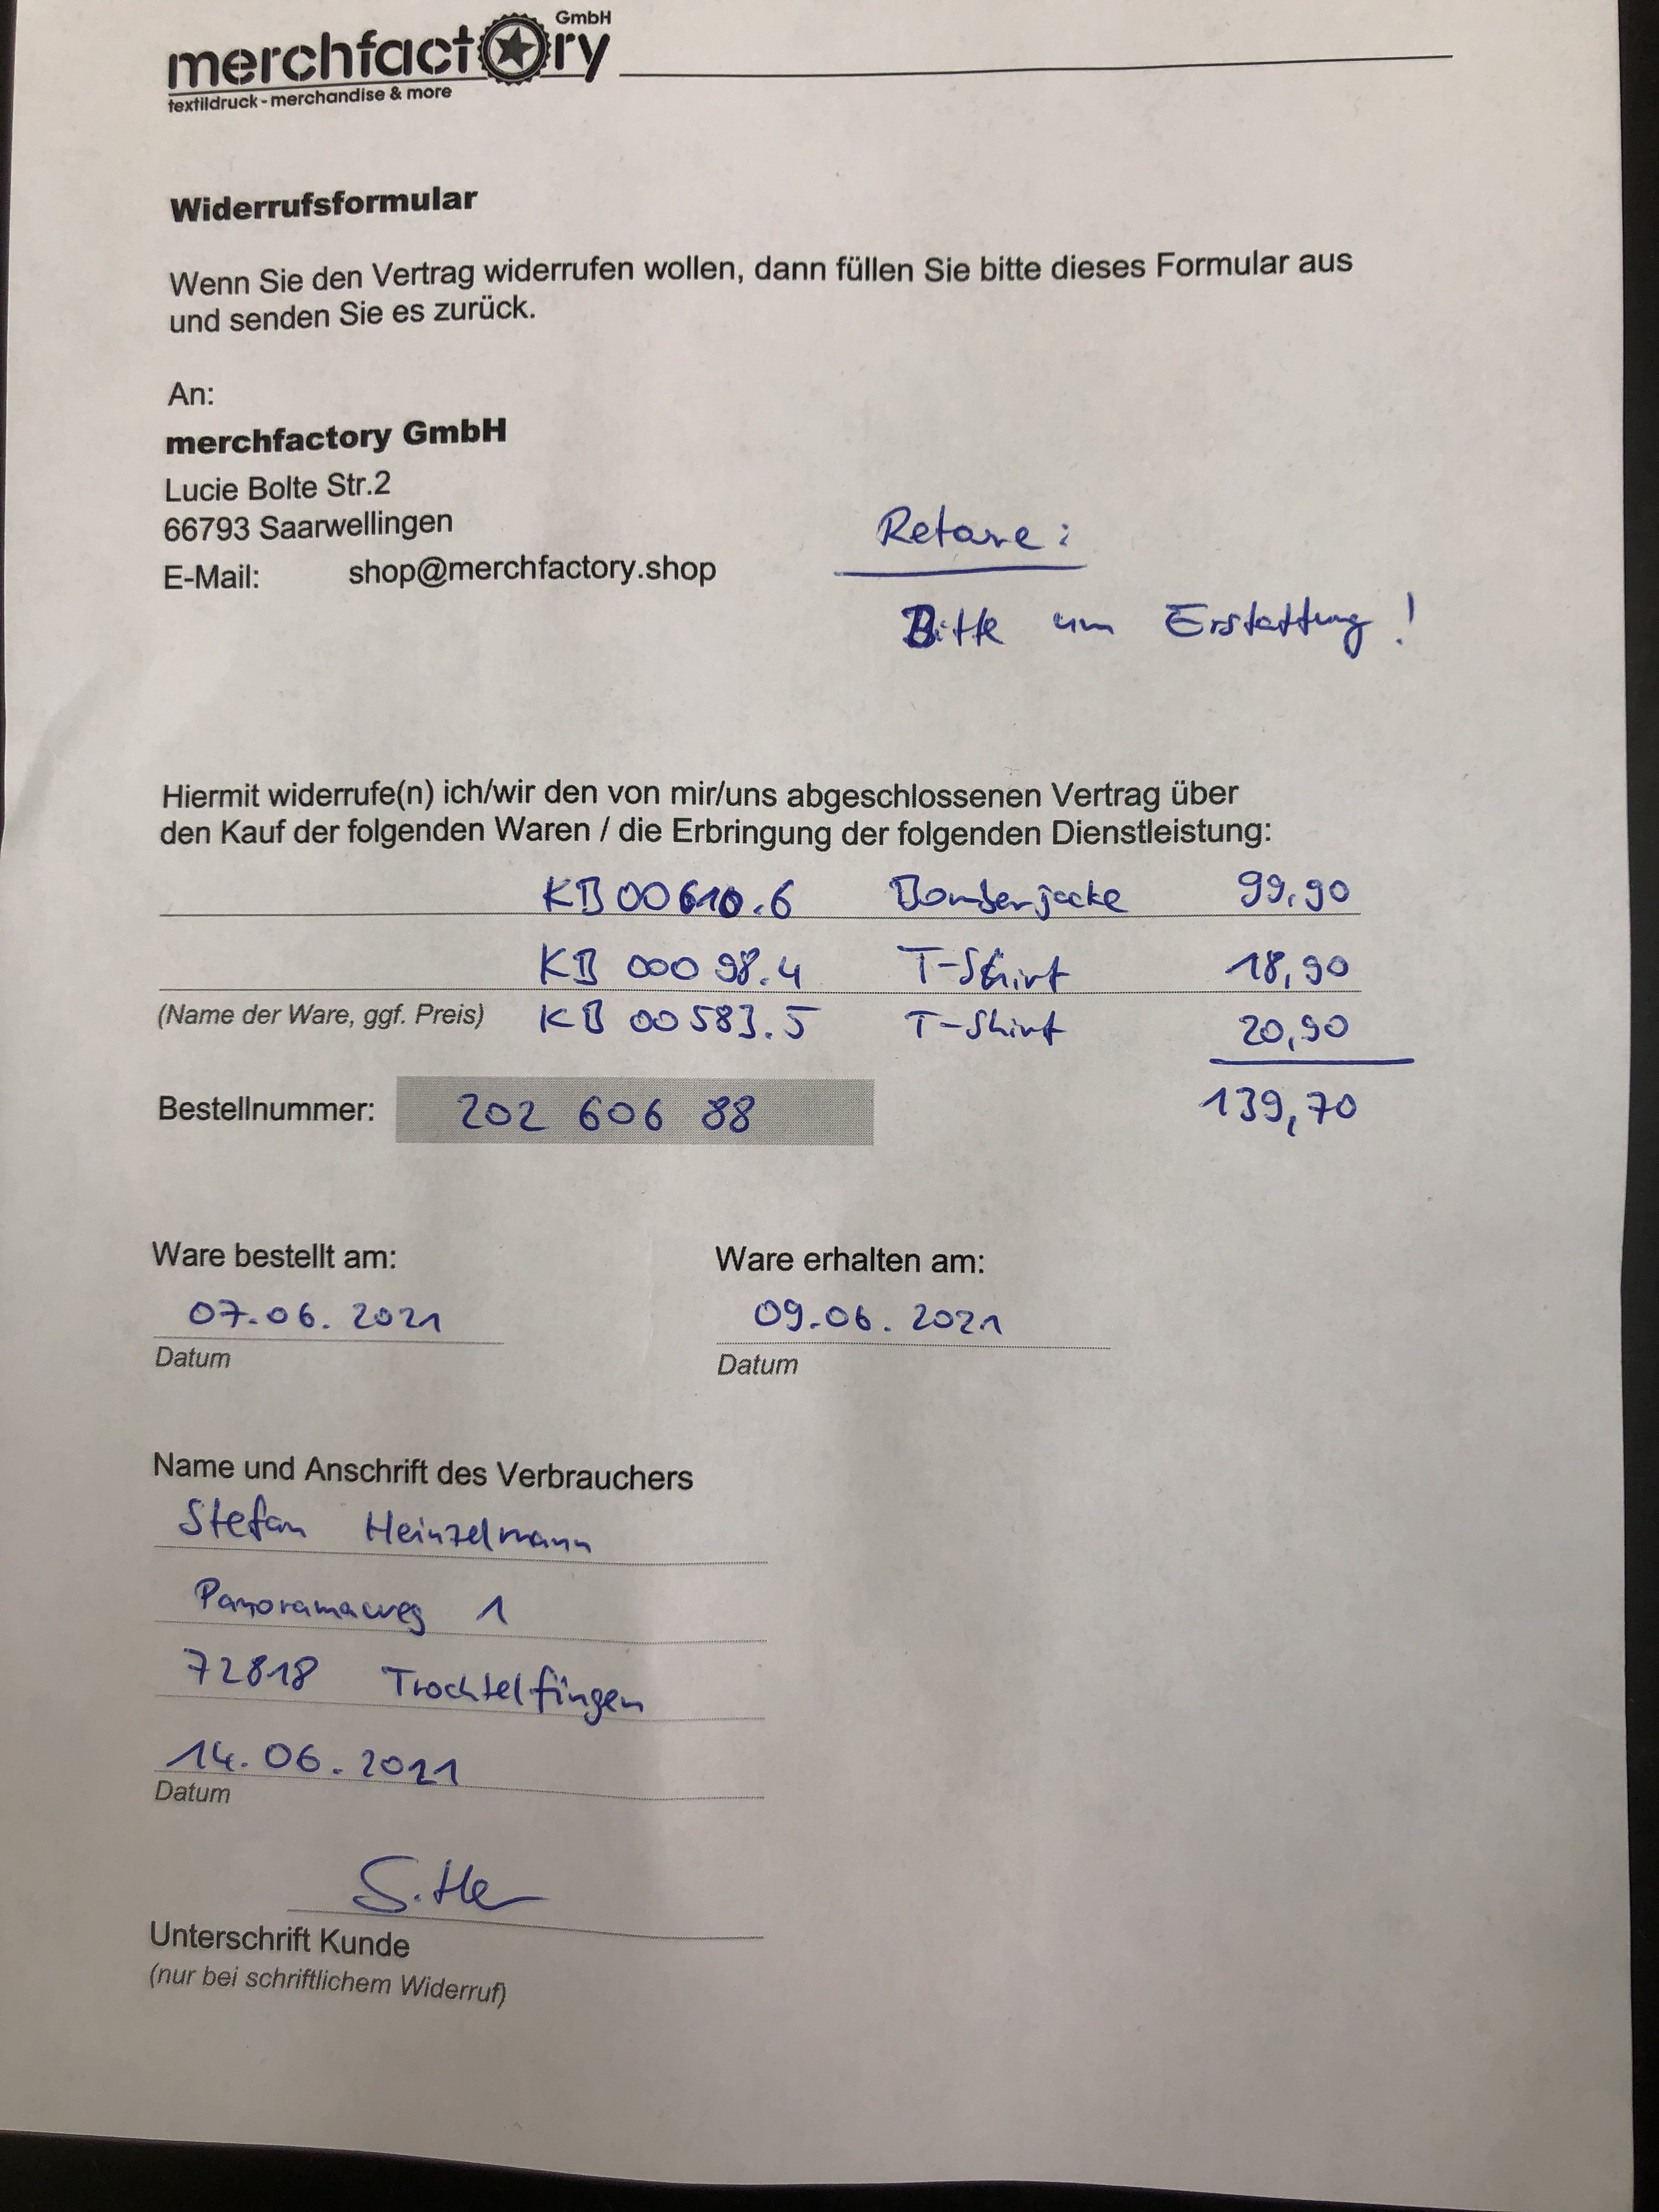 merchfactory GmbH
textildruck - merchandise & more
Widerrufsformular
Wenn Sie den Vertrag widerrufen wollen, dann füllen Sie bitte dieses Formular aus
und senden Sie es zurück.
An:
merchfactory GmbH
Lucie Bolte Str.2
66793 Saarwellingen
E-Mail: shop@merchfactory.shop
Retoure:
Bitte um Erstattung!
Hiermit widerrufe(n) ich/wir den von mir/uns abgeschlossenen Vertrag über
den Kauf der folgenden Waren / die Erbringung der folgenden Dienstleistung:
KB 00610.6 Bomberjacke 99,90
KB 00098.4 T-Shirt 18,90
(Name der Ware, ggf. Preis) KB 00583.5 T-Shirt 20,90
Bestellnummer: 202 606 88 139,70
Ware bestellt am: Ware erhalten am:
07.06.2021 09.06.2021
Datum Datum
Name und Anschrift des Verbrauchers
Stefan Heinzelmann
Panoramaweg 1
72818 Trochtelfingen
14.06.2021
Datum
Unterschrift Kunde
(nur bei schriftlichem Widerruf)